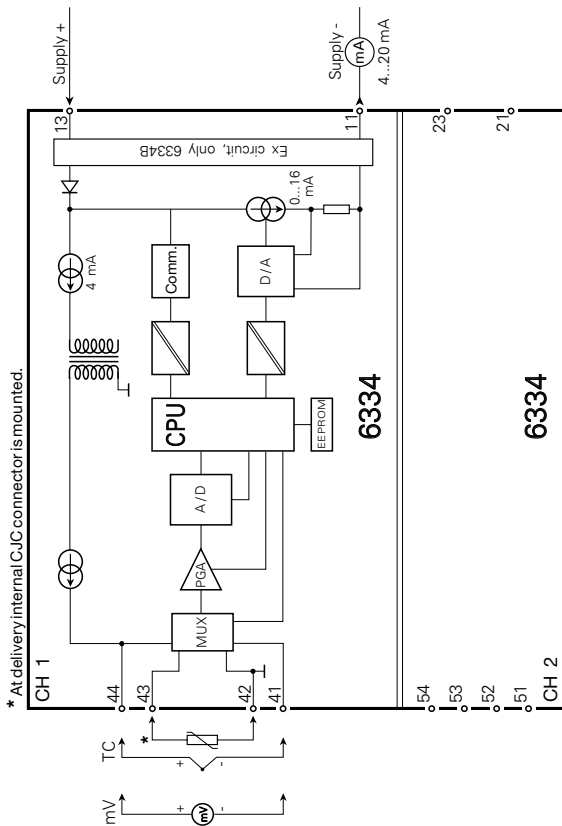 * At delivery internal CJC connector is mounted.
CH 1
Supply +
Supply -
mA
4...20 mA
13
11
Ex circuit, only 6334B
4 mA
0...16
mA
Comm.
D/A
CPU
EEPROM
A/D
PGA
MUX
44
43
42
41
*
TC
+
-
mV
+
mV
-
6334
23
21
54
53
52
51
CH 2
6334